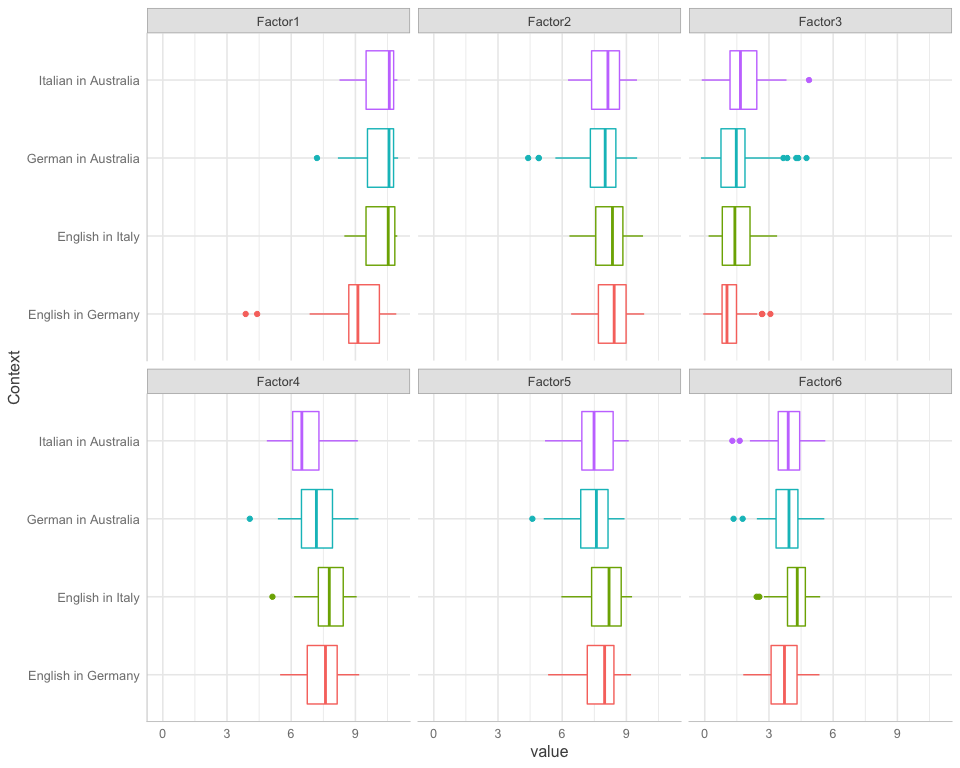 Factor1 Factor2 Factor3
Italian in Australia
German in Australia
English in Italy
English in Germany
Context
Factor4 Factor5 Factor6
Italian in Australia
German in Australia
English in Italy
English in Germany
0 3 6 9 0 3 6 9 0 3 6 9
value